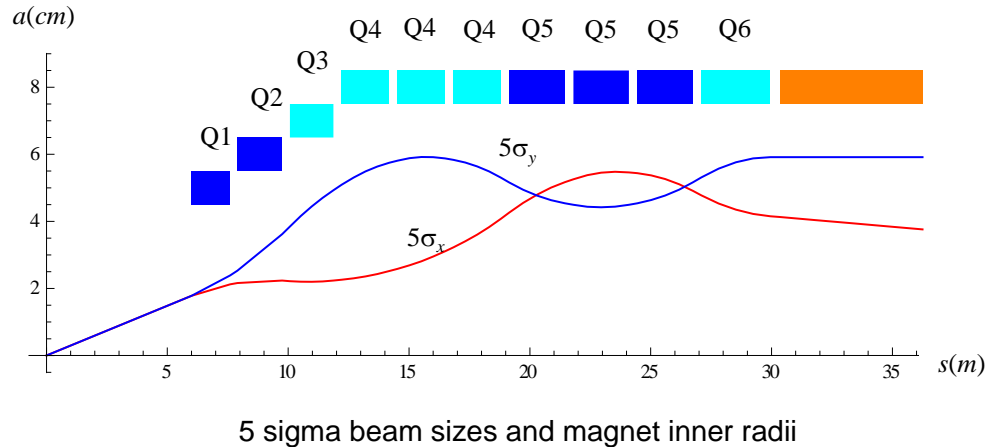 a(cm)
Q4 Q4 Q4 Q5 Q5 Q5 Q6
Q3
Q2
Q1
8
6
4
2
5σy
5σx
5 10 15 20 25 30 35
s(m)
5 sigma beam sizes and magnet inner radii